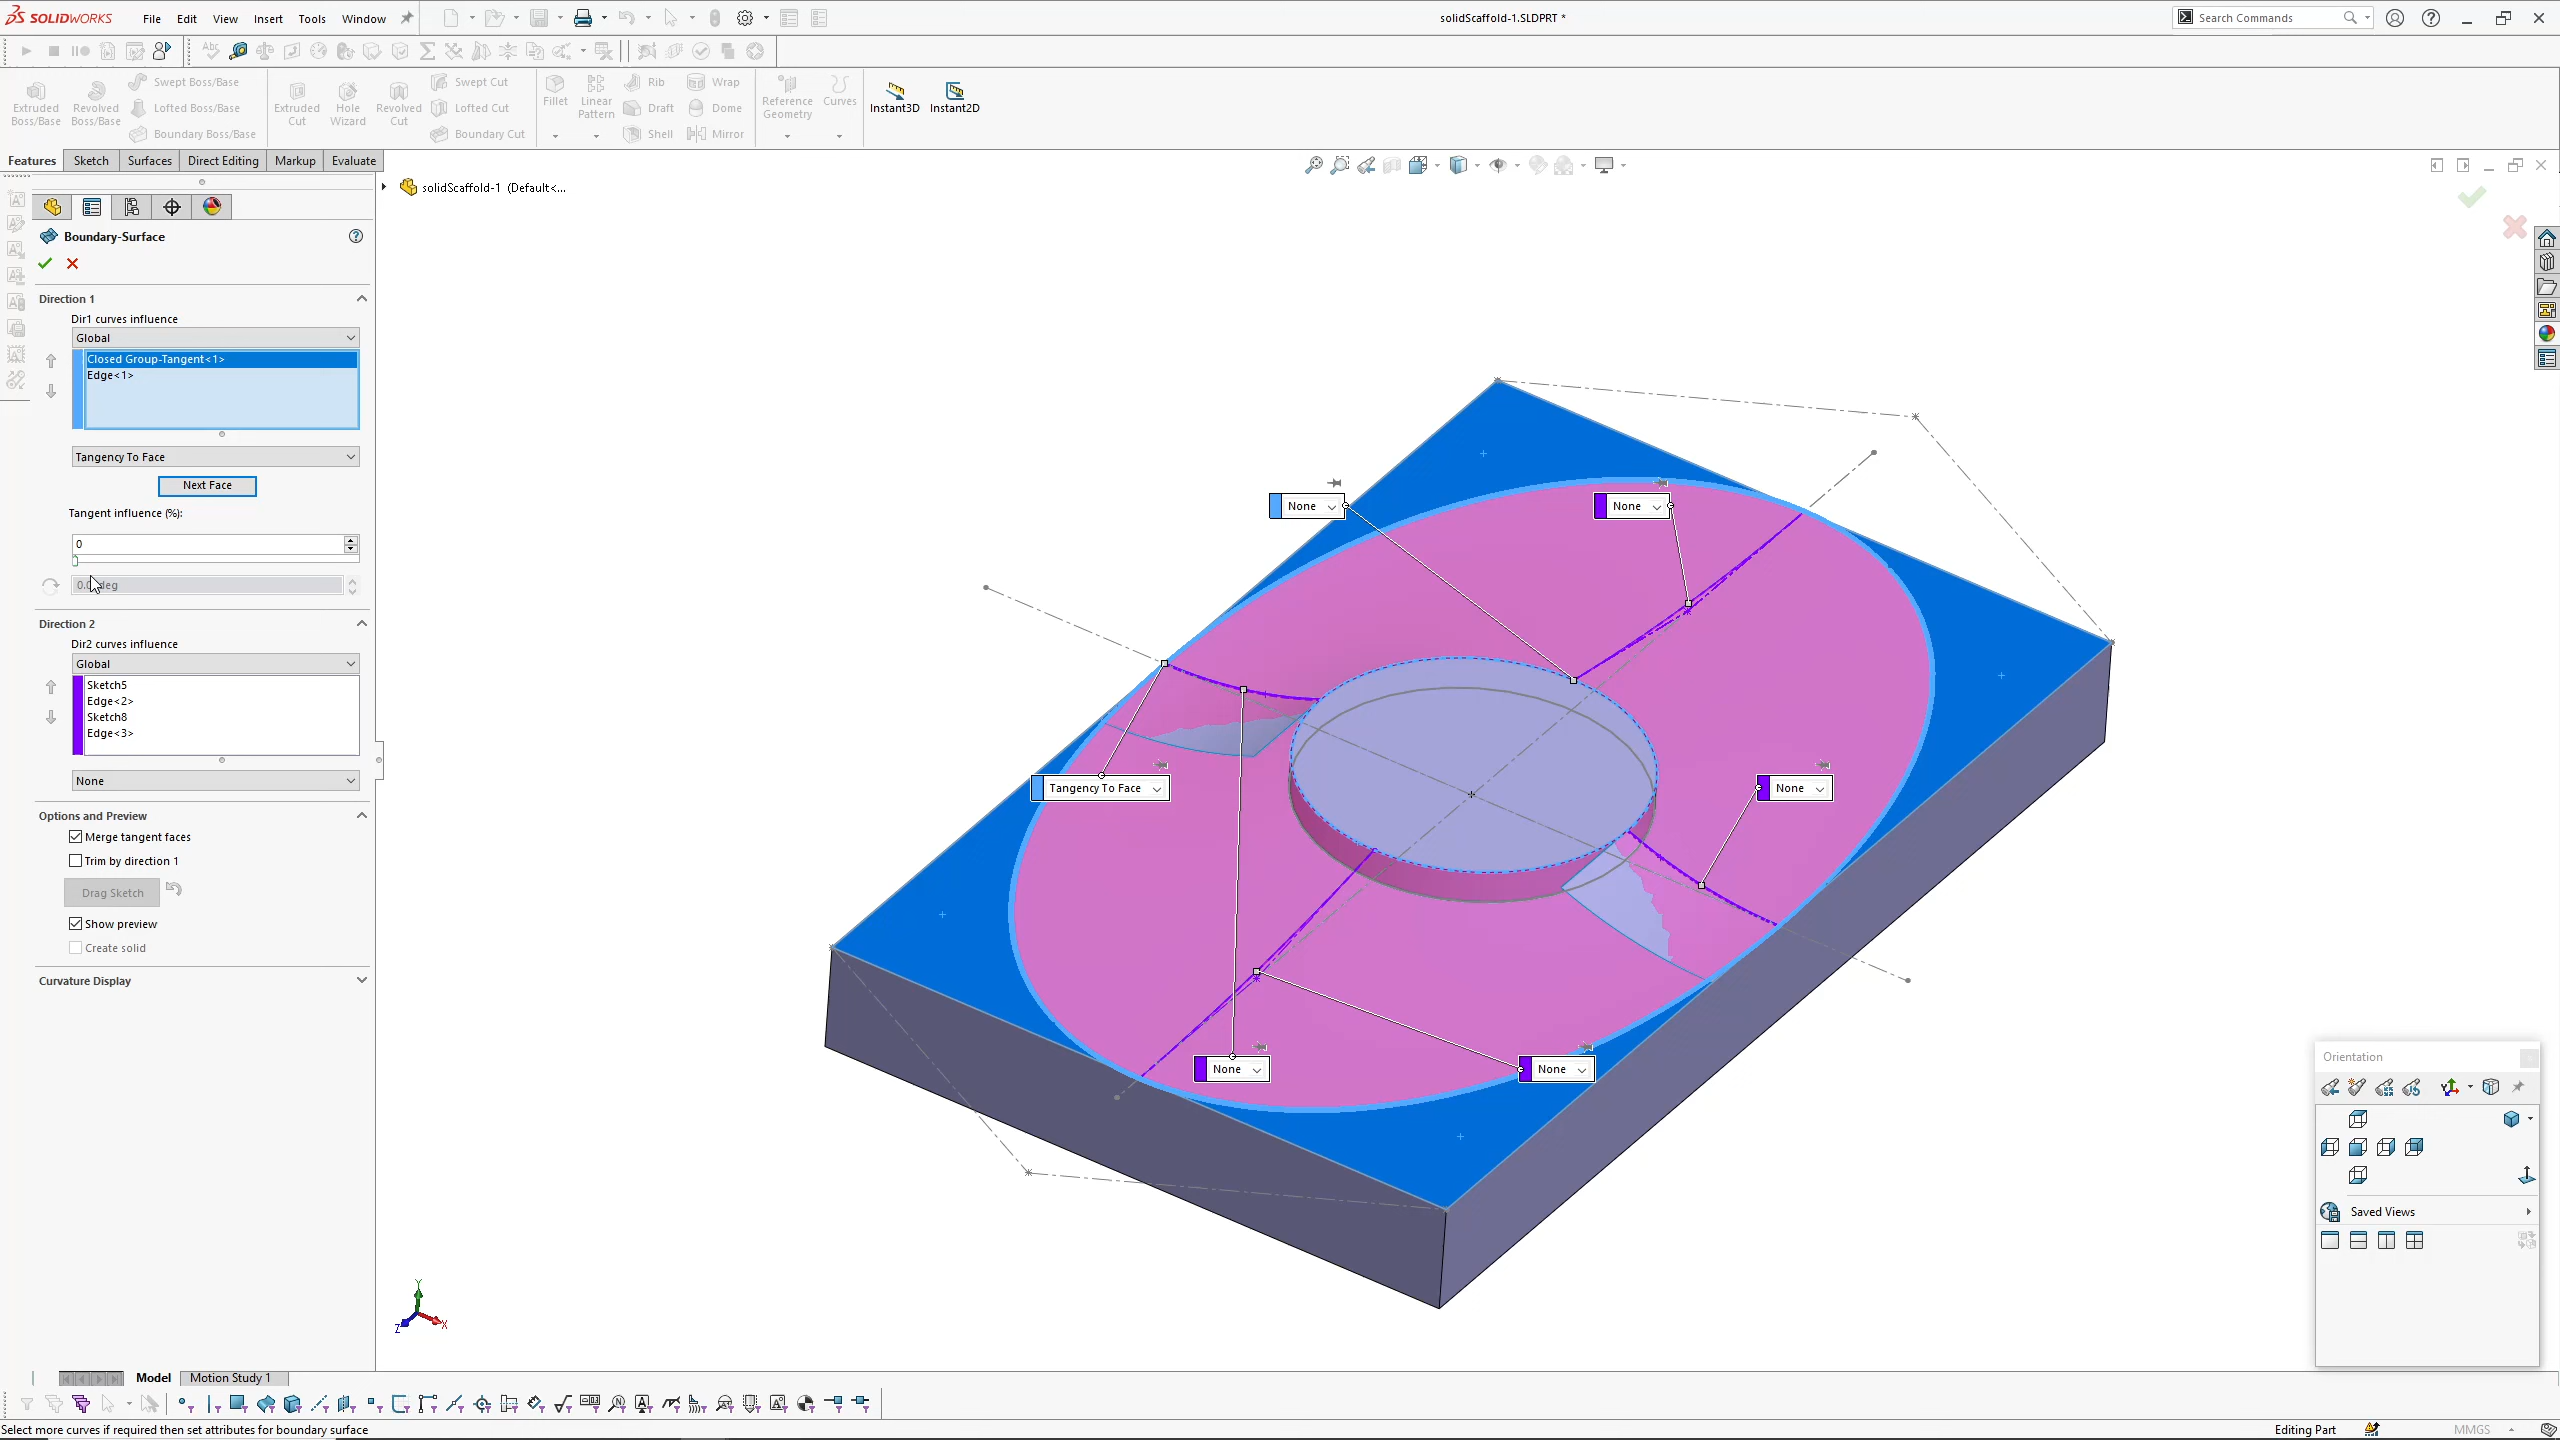 SOLIDWORKS
File Edit View Insert Tools Window
solidScaffold-1.SLDPRT *
Search Commands
Extruded Boss/Base
Revolved Boss/Base
Swept Boss/Base
Lofted Boss/Base
Boundary Boss/Base
Extruded Cut
Hole Wizard
Revolved Cut
Swept Cut
Lofted Cut
Boundary Cut
Fillet
Linear Pattern
Rib
Draft
Shell
Wrap
Dome
Mirror
Reference Geometry
Curves
Instant3D
Instant2D
Features Sketch Surfaces Direct Editing Markup Evaluate
solidScaffold-1 (Default<...
Boundary-Surface
Direction 1
Dir1 curves influence
Global
Closed Group-Tangent<1>
Edge<1>
Tangency To Face
Next Face
Tangent influence (%):
0
Direction 2
Dir2 curves influence
Global
Sketch5
Edge<2>
Sketch8
Edge<3>
None
Options and Preview
Merge tangent faces
Trim by direction 1
Drag Sketch
Show preview
Create solid
Curvature Display
None
None
Tangency To Face
None
None
None
Y
X
Z
Orientation
Saved Views
Model Motion Study 1
Select more curves if required then set attributes for boundary surface
Editing Part
MMGS